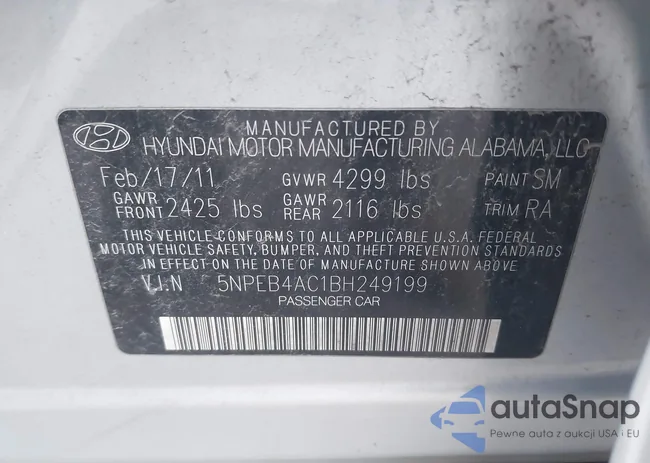 MANUFACTURED BY
HYUNDAI MOTOR MANUFACTURING ALABAMA, LLC
Feb/17/11 GVWR 4299 lbs PAINT SM
GAWR FRONT 2425 lbs GAWR REAR 2116 lbs TRIM RA
THIS VEHICLE CONFORMS TO ALL APPLICABLE U.S.A. FEDERAL
MOTOR VEHICLE SAFETY, BUMPER, AND THEFT PREVENTION STANDARDS
IN EFFECT ON THE DATE OF MANUFACTURE SHOWN ABOVE.
V.I.N 5NPEB4AC1BH249199
PASSENGER CAR
autoSnap
Pewne auta z aukcji USA i EU